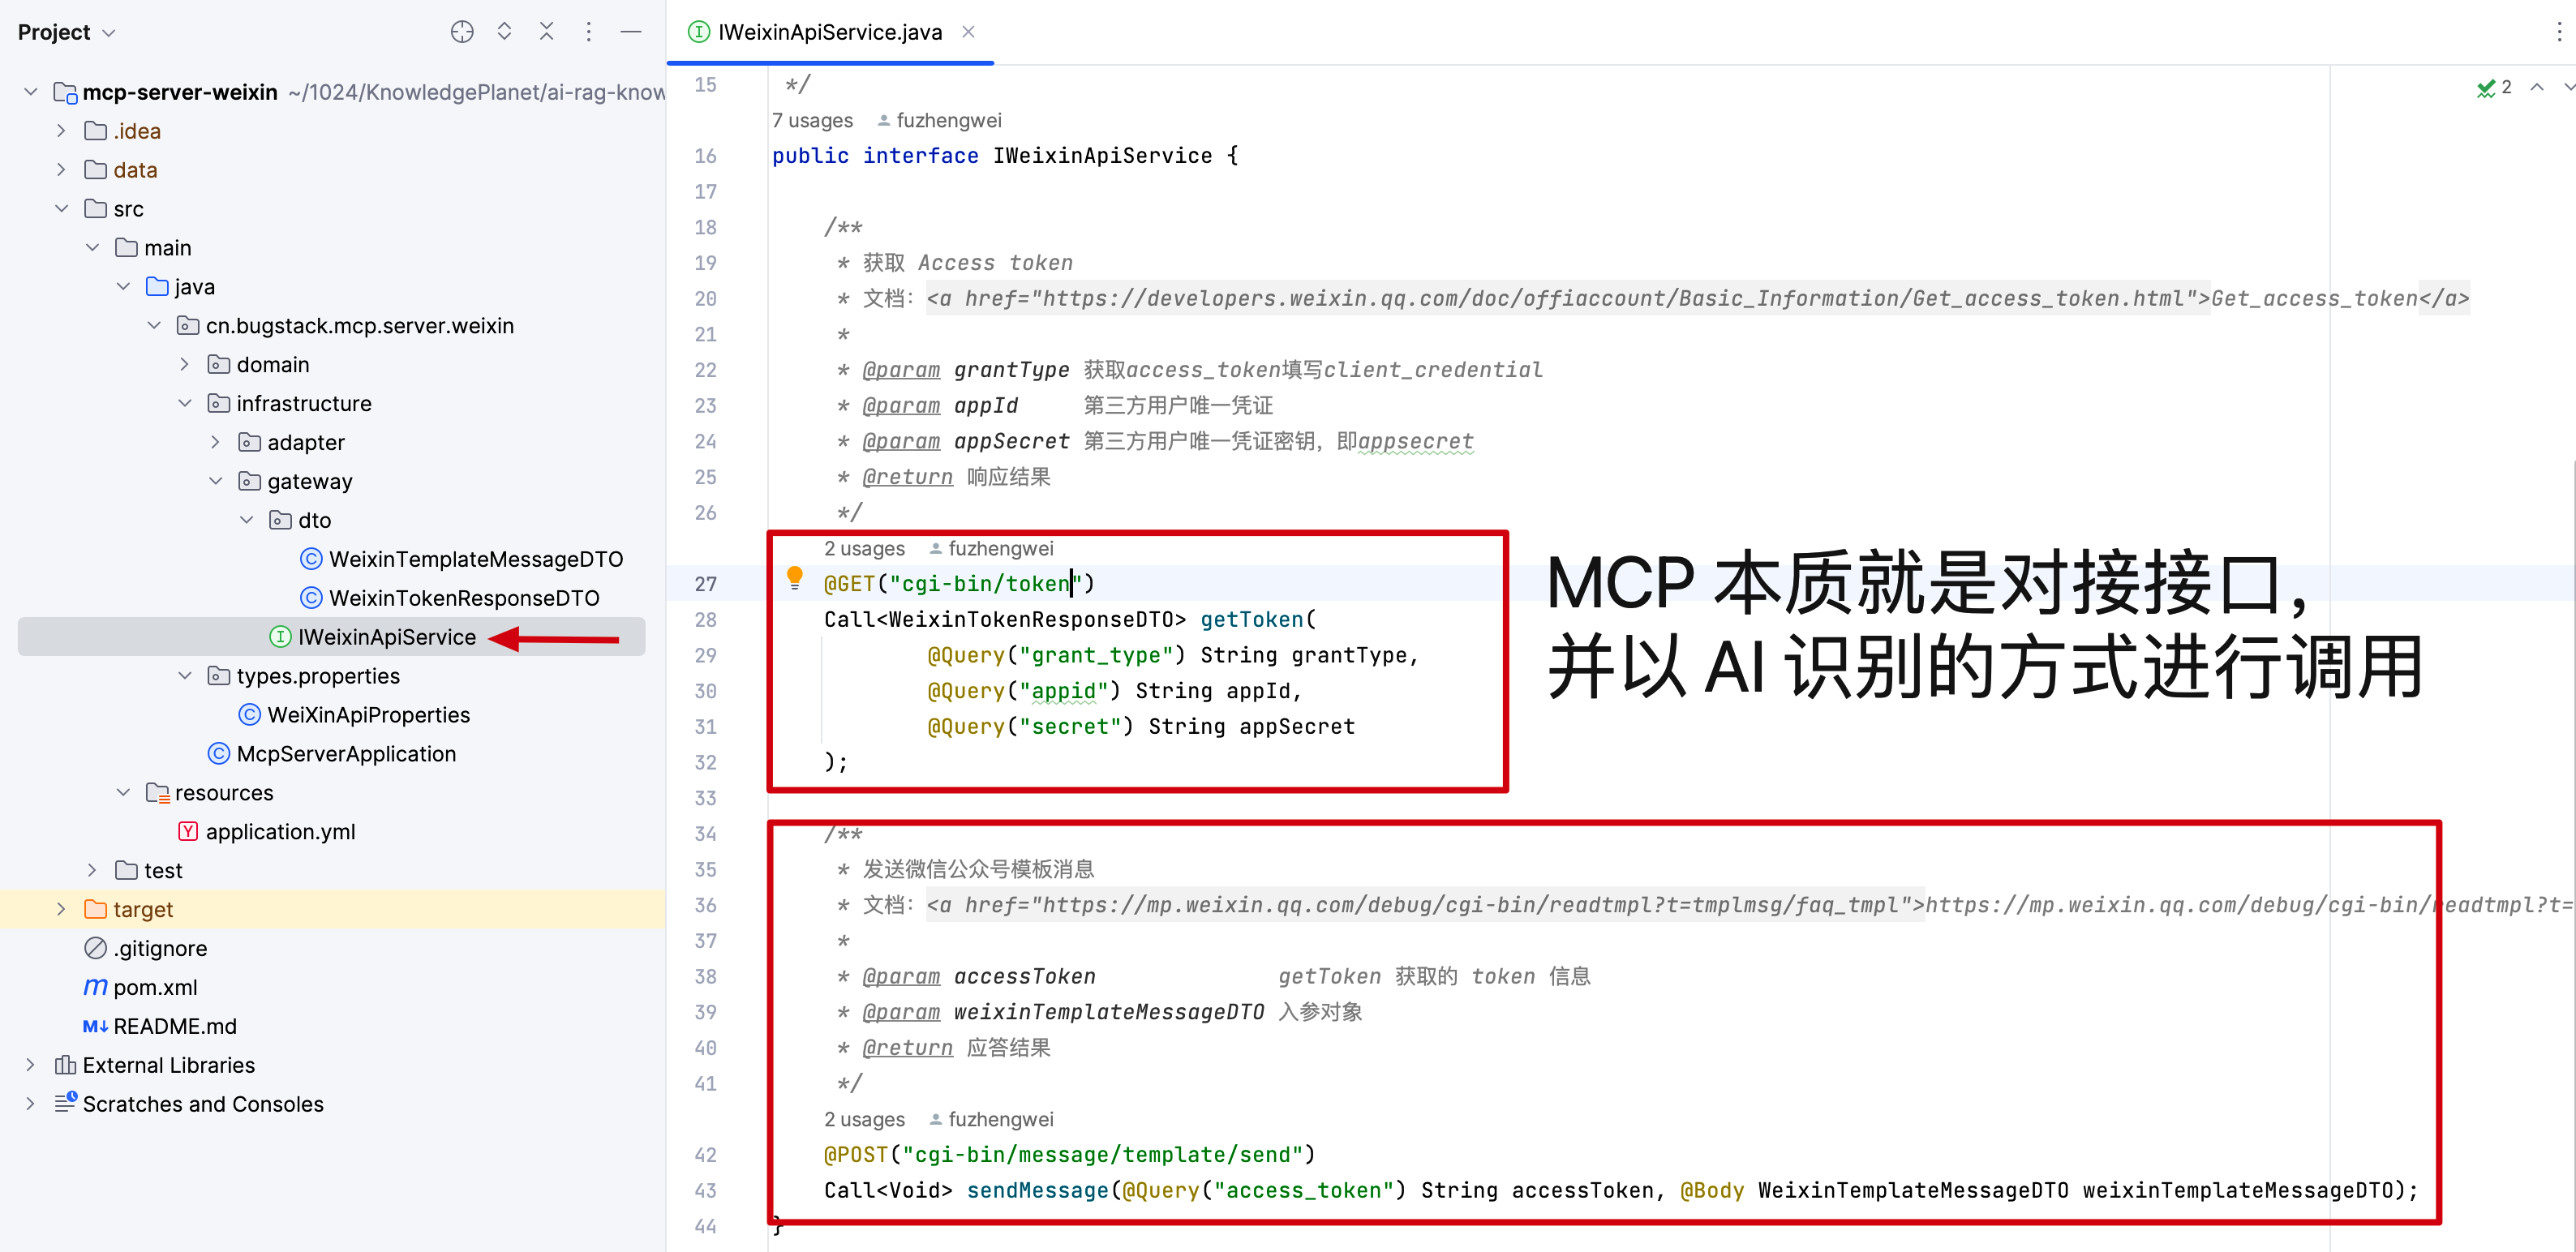 Project
mcp-server-weixin ~/1024/KnowledgePlanet/ai-rag-know
.idea
data
src
main
java
cn.bugstack.mcp.server.weixin
domain
infrastructure
adapter
gateway
dto
WeixinTemplateMessageDTO
WeixinTokenResponseDTO
IWeixinApiService
types.properties
WeiXinApiProperties
McpServerApplication
resources
application.yml
test
target
.gitignore
pom.xml
README.md
External Libraries
Scratches and Consoles
IWeixinApiService.java
2
15 */
7 usages fuzhengwei
16 public interface IWeixinApiService {
17
18 /**
19 * 获取 Access token
20 * 文档：<a href="https://developers.weixin.qq.com/doc/offiaccount/Basic_Information/Get_access_token.html">Get_access_token</a>
21 *
22 * @param grantType 获取access_token填写client_credential
23 * @param appId 第三方用户唯一凭证
24 * @param appSecret 第三方用户唯一凭证密钥，即appsecret
25 * @return 响应结果
26 */
2 usages fuzhengwei
27 @GET("cgi-bin/token")
28 Call<WeixinTokenResponseDTO> getToken(
29 @Query("grant_type") String grantType,
30 @Query("appid") String appId,
31 @Query("secret") String appSecret
32 );
MCP 本质就是对接接口，
并以 AI 识别的方式进行调用
33
34 /**
35 * 发送微信公众号模板消息
36 * 文档：<a href="https://mp.weixin.qq.com/debug/cgi-bin/readtmpl?t=tmplmsg/faq_tmpl">https://mp.weixin.qq.com/debug/cgi-bin/readtmpl?t=
37 *
38 * @param accessToken getToken 获取的 token 信息
39 * @param weixinTemplateMessageDTO 入参对象
40 * @return 应答结果
41 */
2 usages fuzhengwei
42 @POST("cgi-bin/message/template/send")
43 Call<Void> sendMessage(@Query("access_token") String accessToken, @Body WeixinTemplateMessageDTO weixinTemplateMessageDTO);
44 }